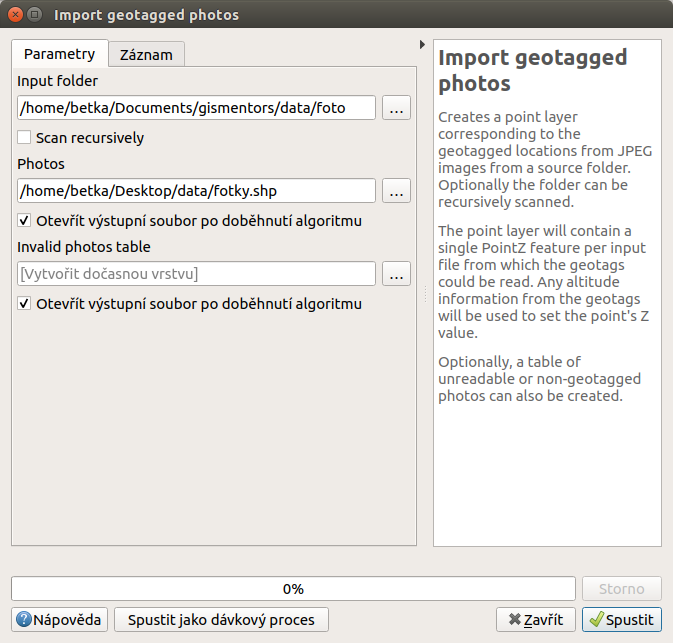 Import geotagged photos
Parametry
Záznam
Input folder
/home/betka/Documents/gismentors/data/foto
...
Scan recursively
Photos
/home/betka/Desktop/data/fotky.shp
...
Otevřít výstupní soubor po doběhnutí algoritmu
Invalid photos table
[Vytvořit dočasnou vrstvu]
...
Otevřít výstupní soubor po doběhnutí algoritmu
Import geotagged
photos
Creates a point layer
corresponding to the
geotagged locations from JPEG
images from a source folder.
Optionally the folder can be
recursively scanned.
The point layer will contain a
single PointZ feature per input
file from which the geotags
could be read. Any altitude
information from the geotags
will be used to set the point's Z
value.
Optionally, a table of
unreadable or non-geotagged
photos can also be created.
0%
Storno
Nápověda
Spustit jako dávkový proces
Zavřít
Spustit